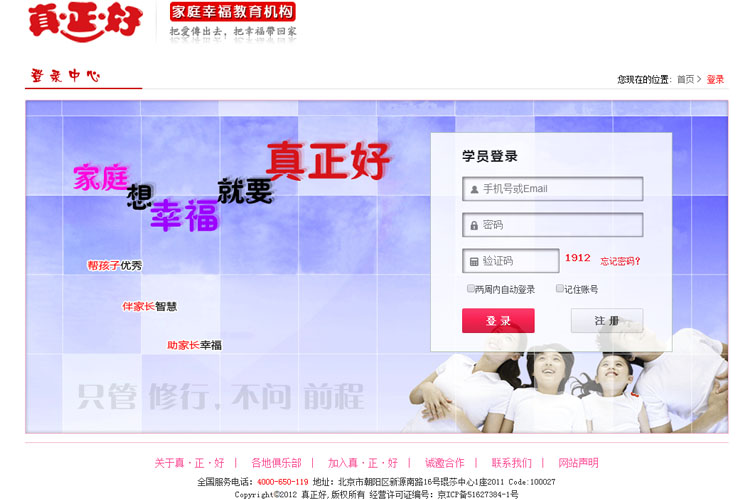 真·正·好
家庭幸福教育机构
把爱傳出去，把幸福帶回家
登录中心
您现在的位置：首页 > 登录
家庭 想 幸福 就要 真正好
帮孩子优秀
伴家长智慧
助家长幸福
只管 修行，不问 前程
学员登录
手机号或Email
密码
验证码 1912 忘记密码?
两周内自动登录 记住账号
登 录 注 册
关于真·正·好 | 各地俱乐部 | 加入真·正·好 | 诚邀合作 | 联系我们 | 网站声明
全国服务电话：4000-650-119 地址：北京市朝阳区新源南路16号琨莎中心1座2011 Code:100027
Copyright©2012 真正好,版权所有 经营许可证编号：京ICP备51627384-1号